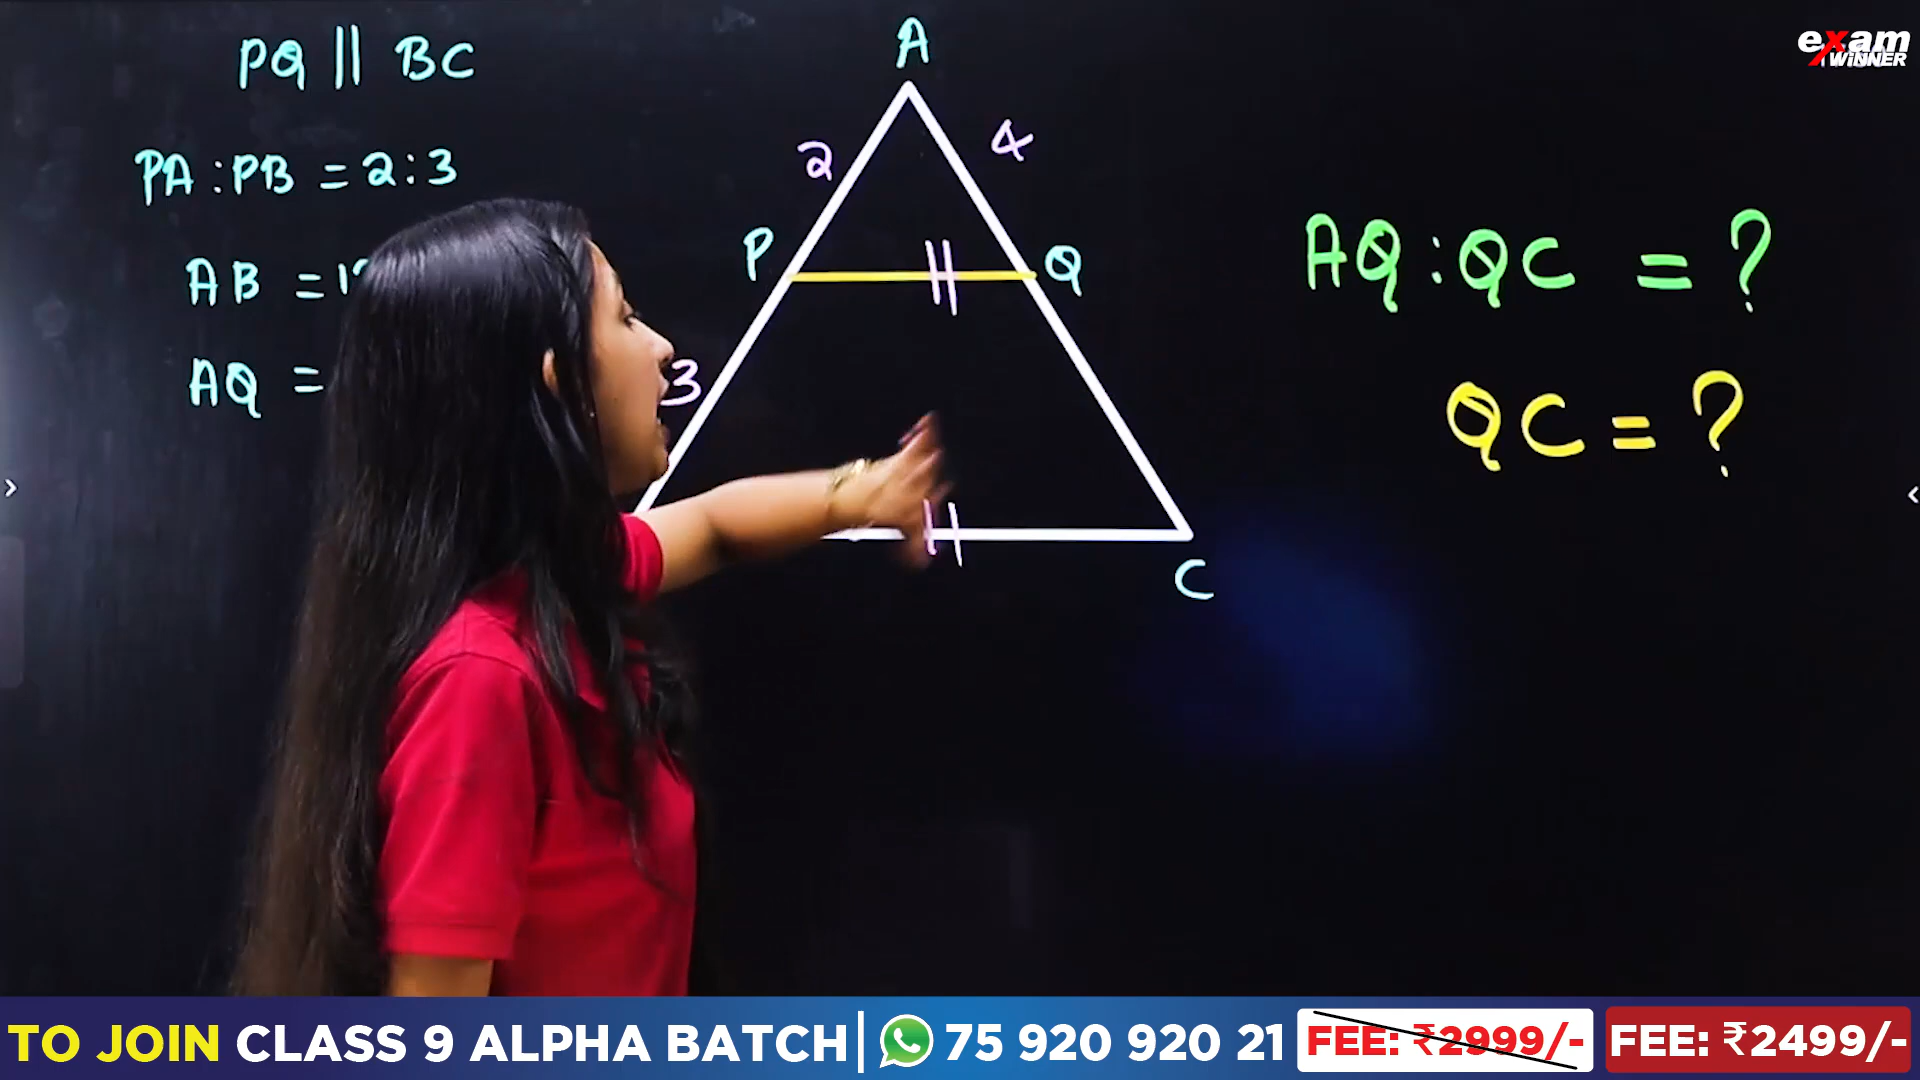 PQ || BC
PA : PB = 2 : 3
AB =
AQ =
A
2
4
P
Q
3
C
AQ : QC = ?
QC = ?
exam
WiNNER
TO JOIN CLASS 9 ALPHA BATCH
75 920 920 21
FEE: ₹2999/-
FEE: ₹2499/-